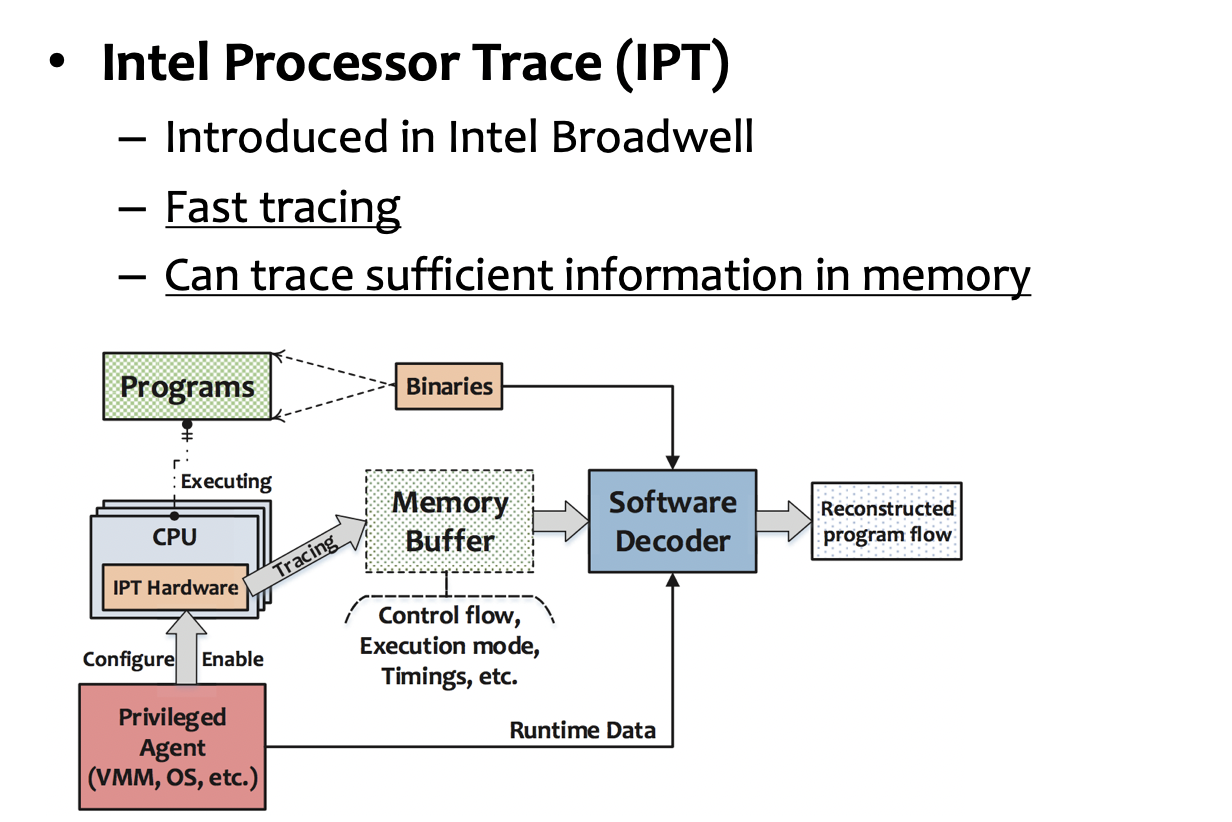 • Intel Processor Trace (IPT)
– Introduced in Intel Broadwell
– Fast tracing
– Can trace sufficient information in memory
Programs
Binaries
Executing
CPU
IPT Hardware
Tracing
Memory
Buffer
Software
Decoder
Reconstructed
program flow
Control flow,
Execution mode,
Timings, etc.
Configure
Enable
Privileged
Agent
(VMM, OS, etc.)
Runtime Data